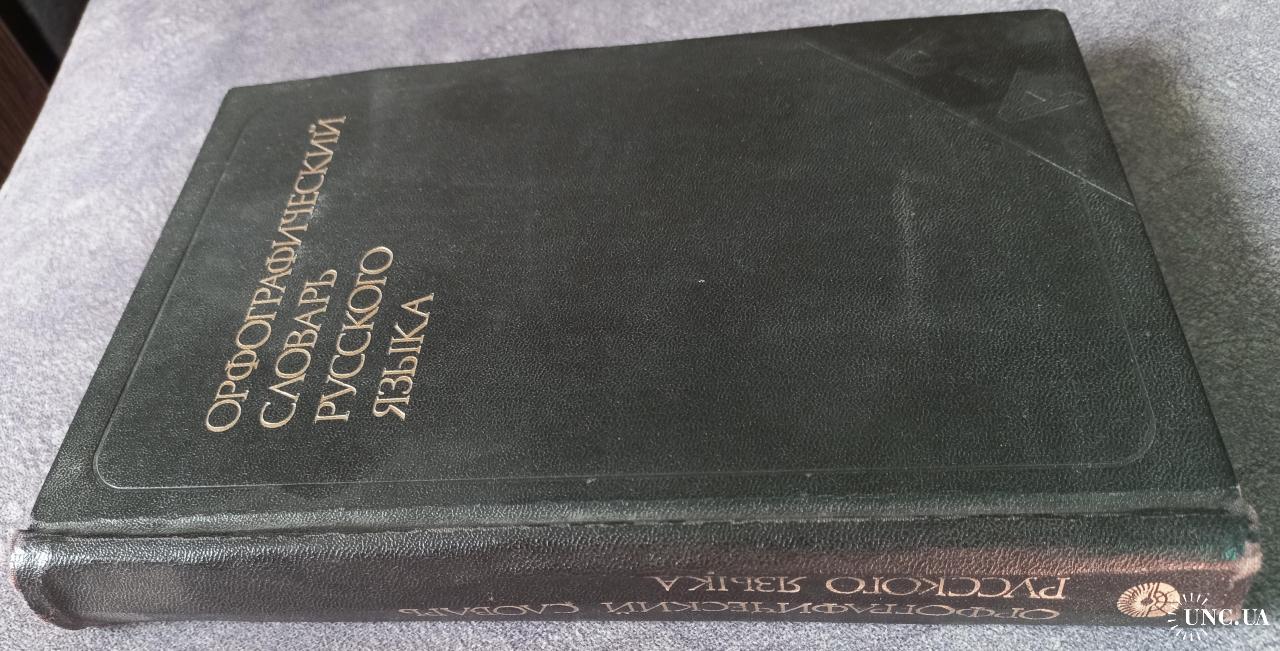 ОРФОГРАФИЧЕСКИЙ
СЛОВАРЬ
РУССКОГО
ЯЗЫКА
ОРФОГРАФИЧЕСКИЙ СЛОВАРЬ
РУССКОГО ЯЗЫКА
UNC.UA